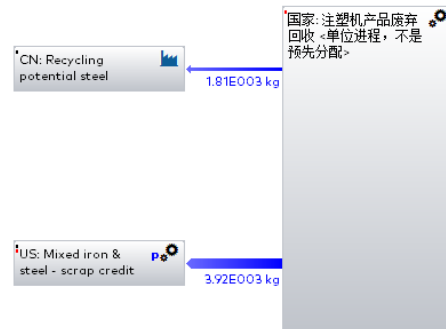 国家: 注塑机产品废弃
回收 <单位进程，不是
预先分配>
CN: Recycling
potential steel
1.81E003 kg
US: Mixed iron &
steel - scrap credit
p
3.92E003 kg